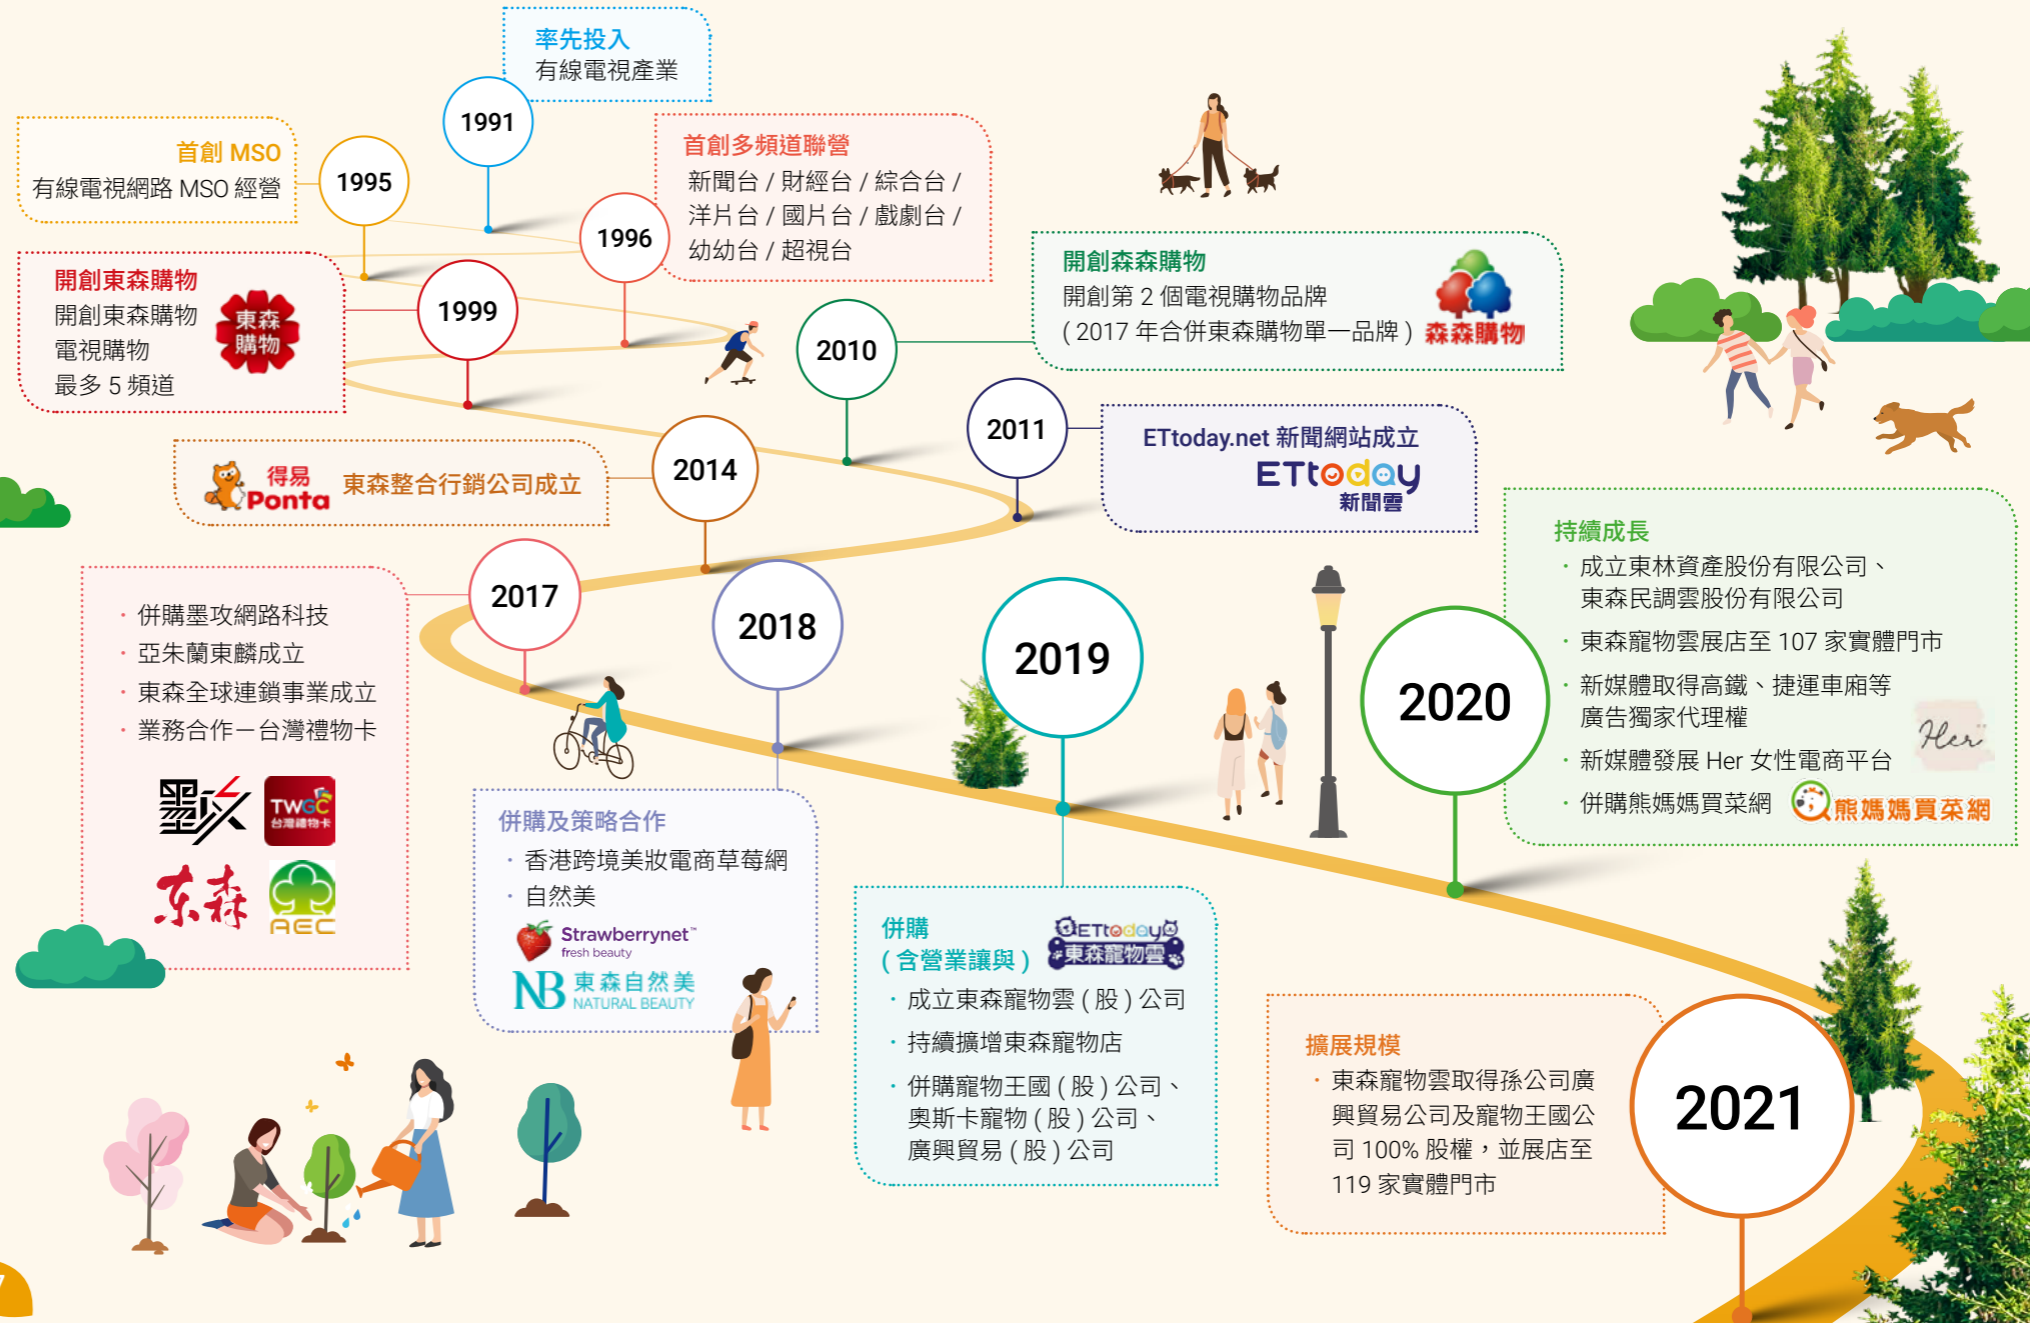 率先投入
有線電視產業
1991
首創 MSO
有線電視網路 MSO 經營
1995
首創多頻道聯營
新聞台 / 財經台 / 綜合台 /
洋片台 / 國片台 / 戲劇台 /
幼幼台 / 超視台
1996
開創東森購物
開創東森購物
電視購物
最多 5 頻道
東森
購物
1999
開創森森購物
開創第 2 個電視購物品牌
( 2017 年合併東森購物單一品牌 )
森森購物
2010
2011
ETtoday.net 新聞網站成立
ETtoday
新聞雲
得易
Ponta
東森整合行銷公司成立
2014
2017
· 併購墨攻網路科技
· 亞朱蘭東麟成立
· 東森全球連鎖事業成立
· 業務合作－台灣禮物卡
墨攻
TWGC
台灣禮物卡
东森
AEC
2018
併購及策略合作
· 香港跨境美妝電商草莓網
· 自然美
Strawberrynet™
fresh beauty
NB 東森自然美
NATURAL BEAUTY
2019
併購
( 含營業讓與 )
ETtoday
東森寵物雲
· 成立東森寵物雲 ( 股 ) 公司
· 持續擴增東森寵物店
· 併購寵物王國 ( 股 ) 公司、
奧斯卡寵物 ( 股 ) 公司、
廣興貿易 ( 股 ) 公司
2020
持續成長
· 成立東林資產股份有限公司、
東森民調雲股份有限公司
· 東森寵物雲展店至 107 家實體門市
· 新媒體取得高鐵、捷運車廂等
廣告獨家代理權
· 新媒體發展 Her 女性電商平台
Her
· 併購熊媽媽買菜網
熊媽媽買菜網
擴展規模
· 東森寵物雲取得孫公司廣
興貿易公司及寵物王國公
司 100% 股權，並展店至
119 家實體門市
2021